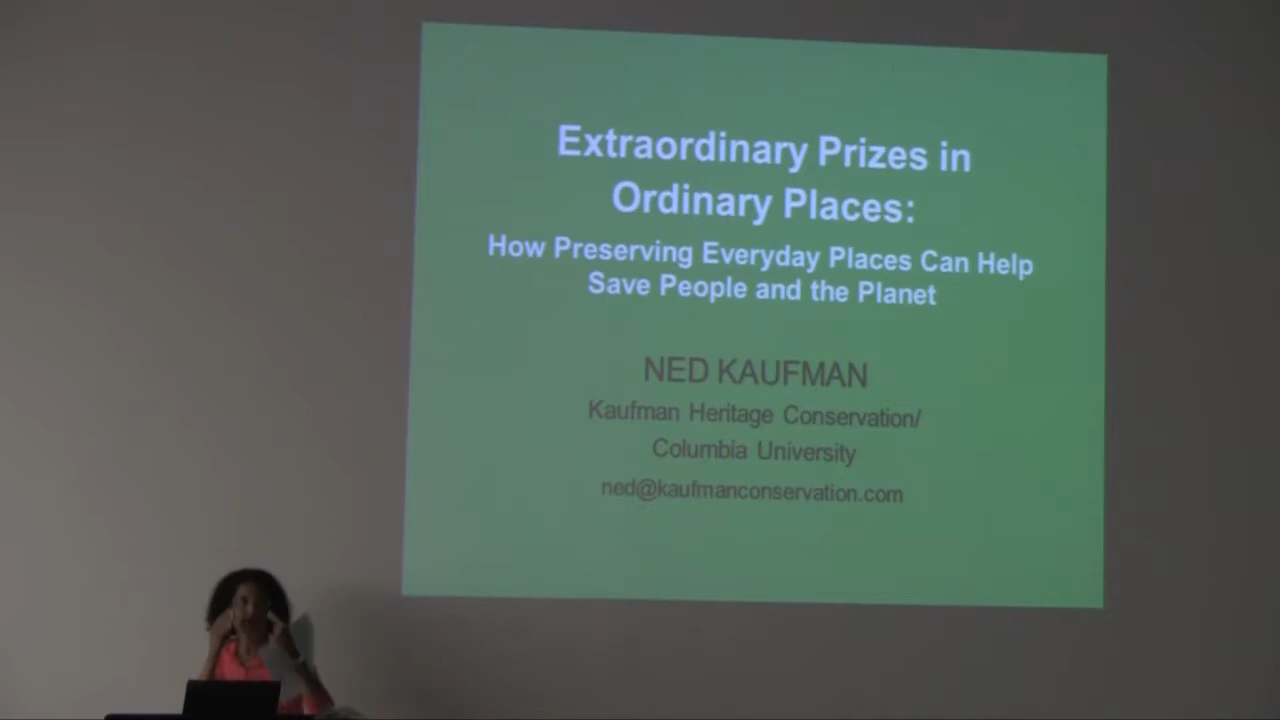 Extraordinary Prizes in
Ordinary Places:
How Preserving Everyday Places Can Help
Save People and the Planet
NED KAUFMAN
Kaufman Heritage Conservation/
Columbia University
ned@kaufmanconservation.com